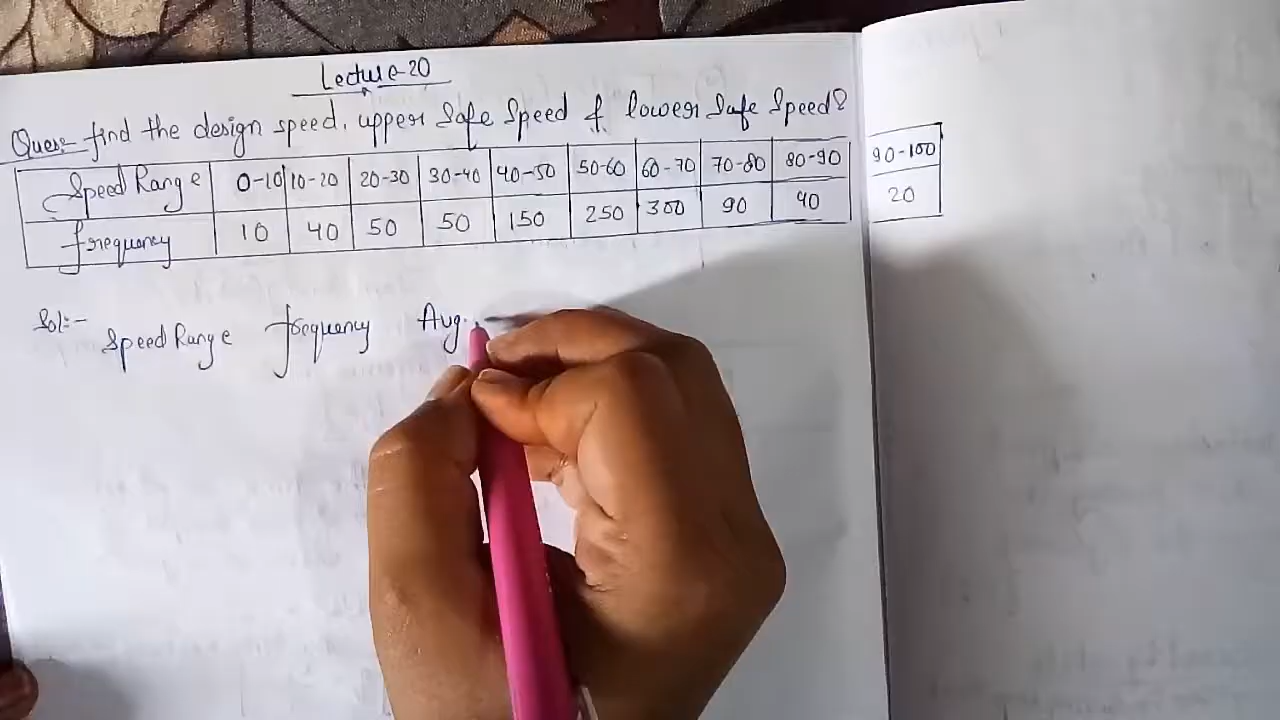 Lecture-20
Ques:- find the design speed, upper Safe Speed & lower Safe Speed?
Speed Range 0-10 10-20 20-30 30-40 40-50 50-60 60-70 70-80 80-90 90-100
frequency 10 40 50 50 150 250 300 90 40 20
Sol:- Speed Range frequency Avg.